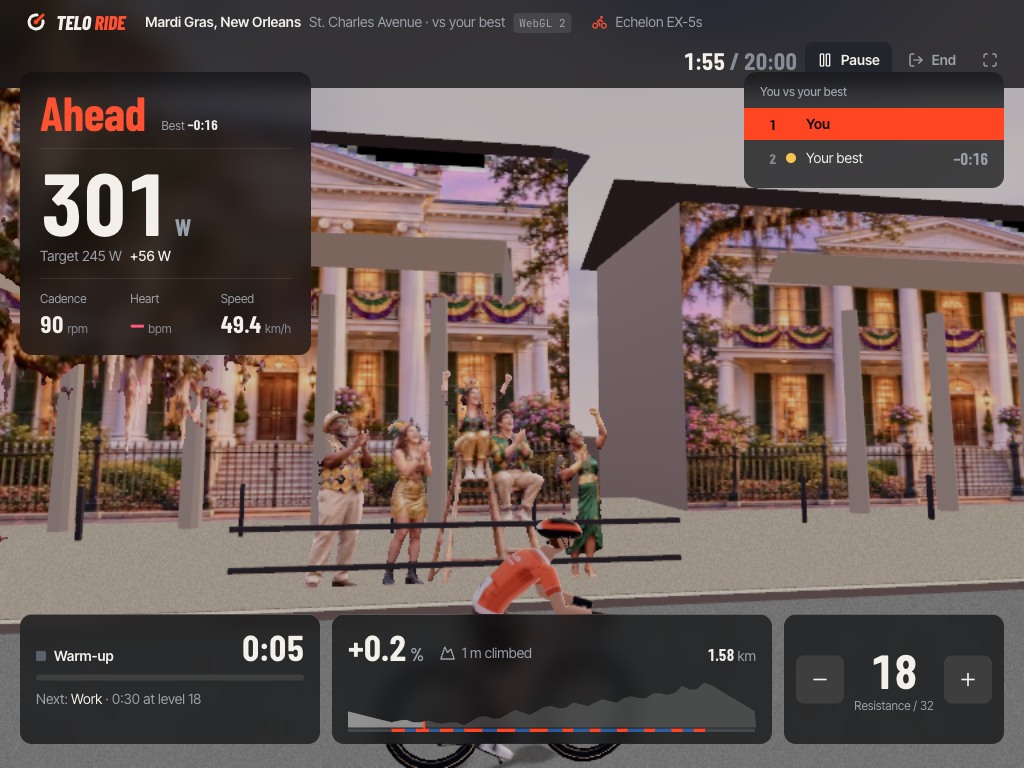 TELO RIDE Mardi Gras, New Orleans St. Charles Avenue · vs your best WebGL 2 Echelon EX-5s
1:55 / 20:00 Pause End
Ahead Best –0:16
301 W
Target 245 W +56 W
Cadence Heart Speed
90 rpm – bpm 49.4 km/h
You vs your best
1 You
2 Your best –0:16
Warm-up 0:05
Next: Work · 0:30 at level 18
+0.2 % 1 m climbed 1.58 km
− 18 +
Resistance / 32